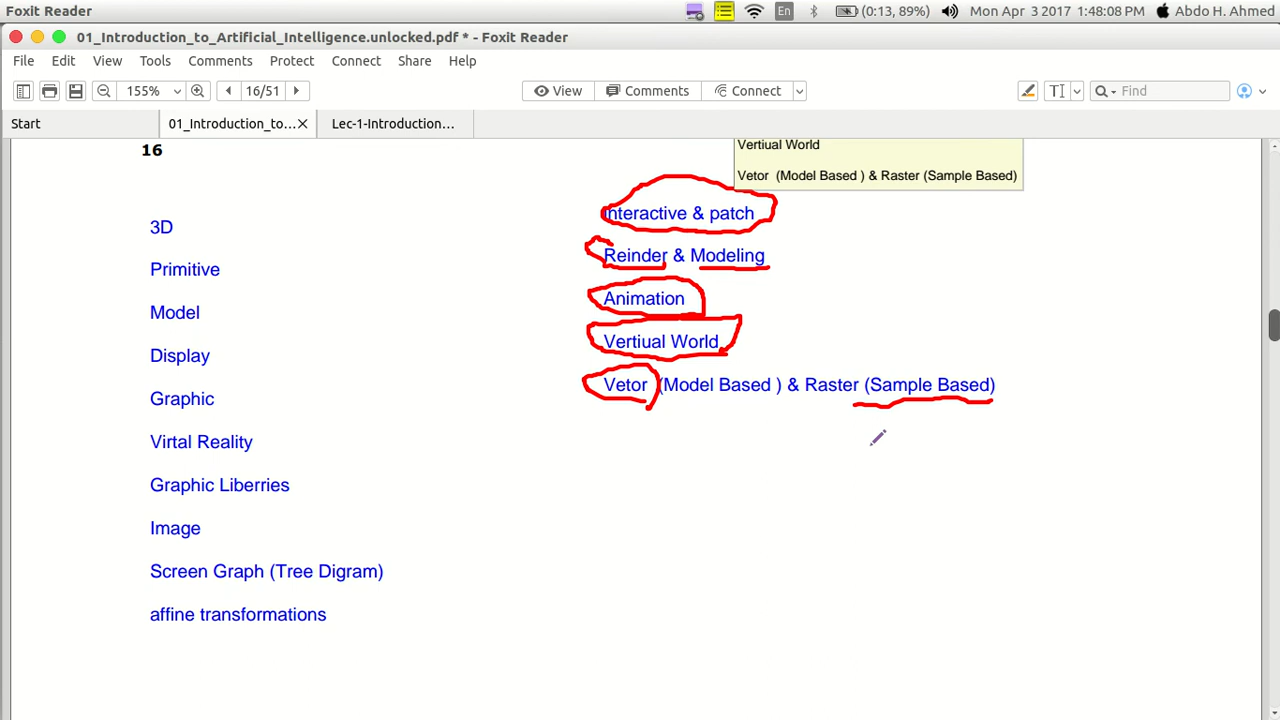 Foxit Reader
En
(0:13, 89%)
Mon Apr 3 2017 1:48:08 PM
Abdo H. Ahmed
01_Introduction_to_Artificial_Intelligence.unlocked.pdf * - Foxit Reader
File Edit View Tools Comments Protect Connect Share Help
155% 16/51 View Comments Connect Find
Start 01_Introduction_to... Lec-1-Introduction...
16
Vertiual World
Vetor (Model Based ) & Raster (Sample Based)
3D
Primitive
Model
Display
Graphic
Virtal Reality
Graphic Liberries
Image
Screen Graph (Tree Digram)
affine transformations
Interactive & patch
Reinder & Modeling
Animation
Vertiual World
Vetor (Model Based ) & Raster (Sample Based)